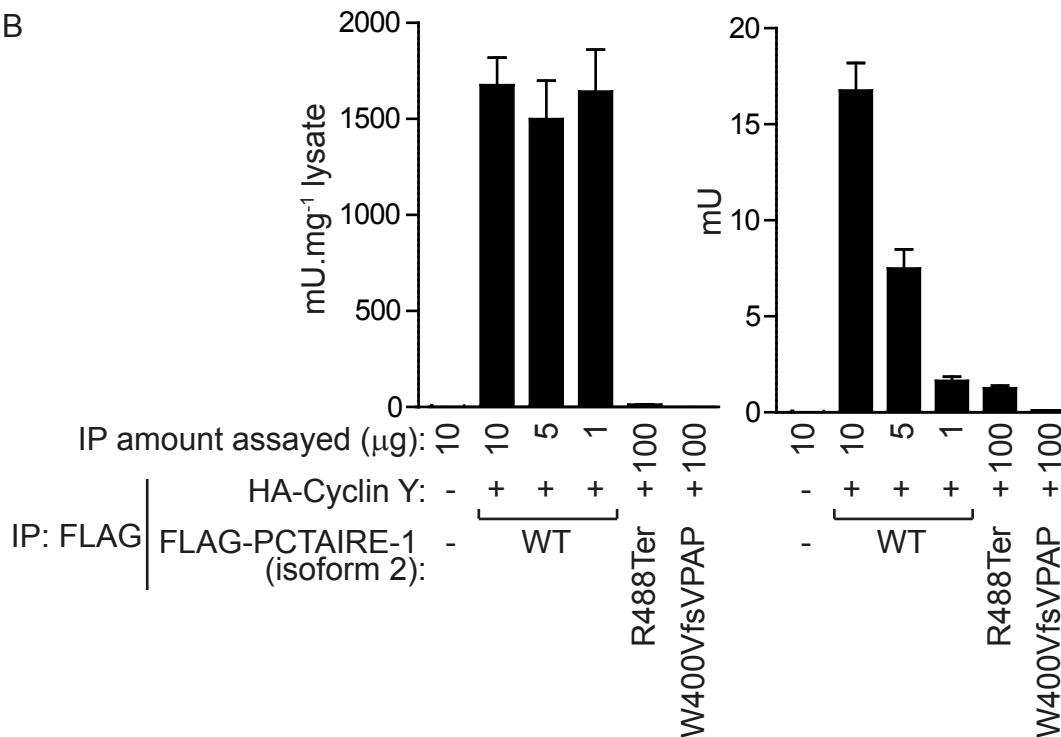 B
2000
1500
1000
500
0
mU.mg-1 lysate
20
15
10
5
0
mU
IP amount assayed (μg): 10 10 5 1 100 100 10 10 5 1 100 100
HA-Cyclin Y: - + + + + + - + + + + +
IP: FLAG
FLAG-PCTAIRE-1 - WT R488Ter W400VfsVPAP - WT R488Ter W400VfsVPAP
(isoform 2):